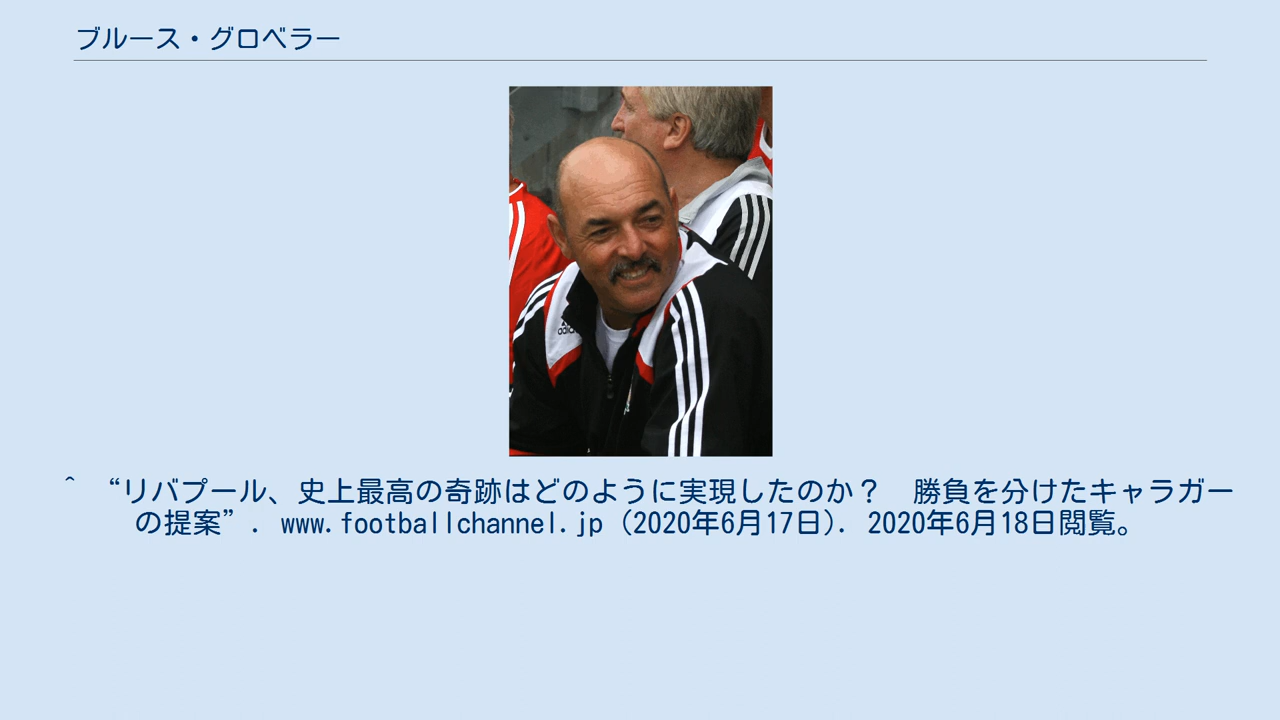 ブルース・グロベラー
adidas
^ “リバプール、史上最高の奇跡はどのように実現したのか？　勝負を分けたキャラガー
の提案”. www.footballchannel.jp (2020年6月17日). 2020年6月18日閲覧。